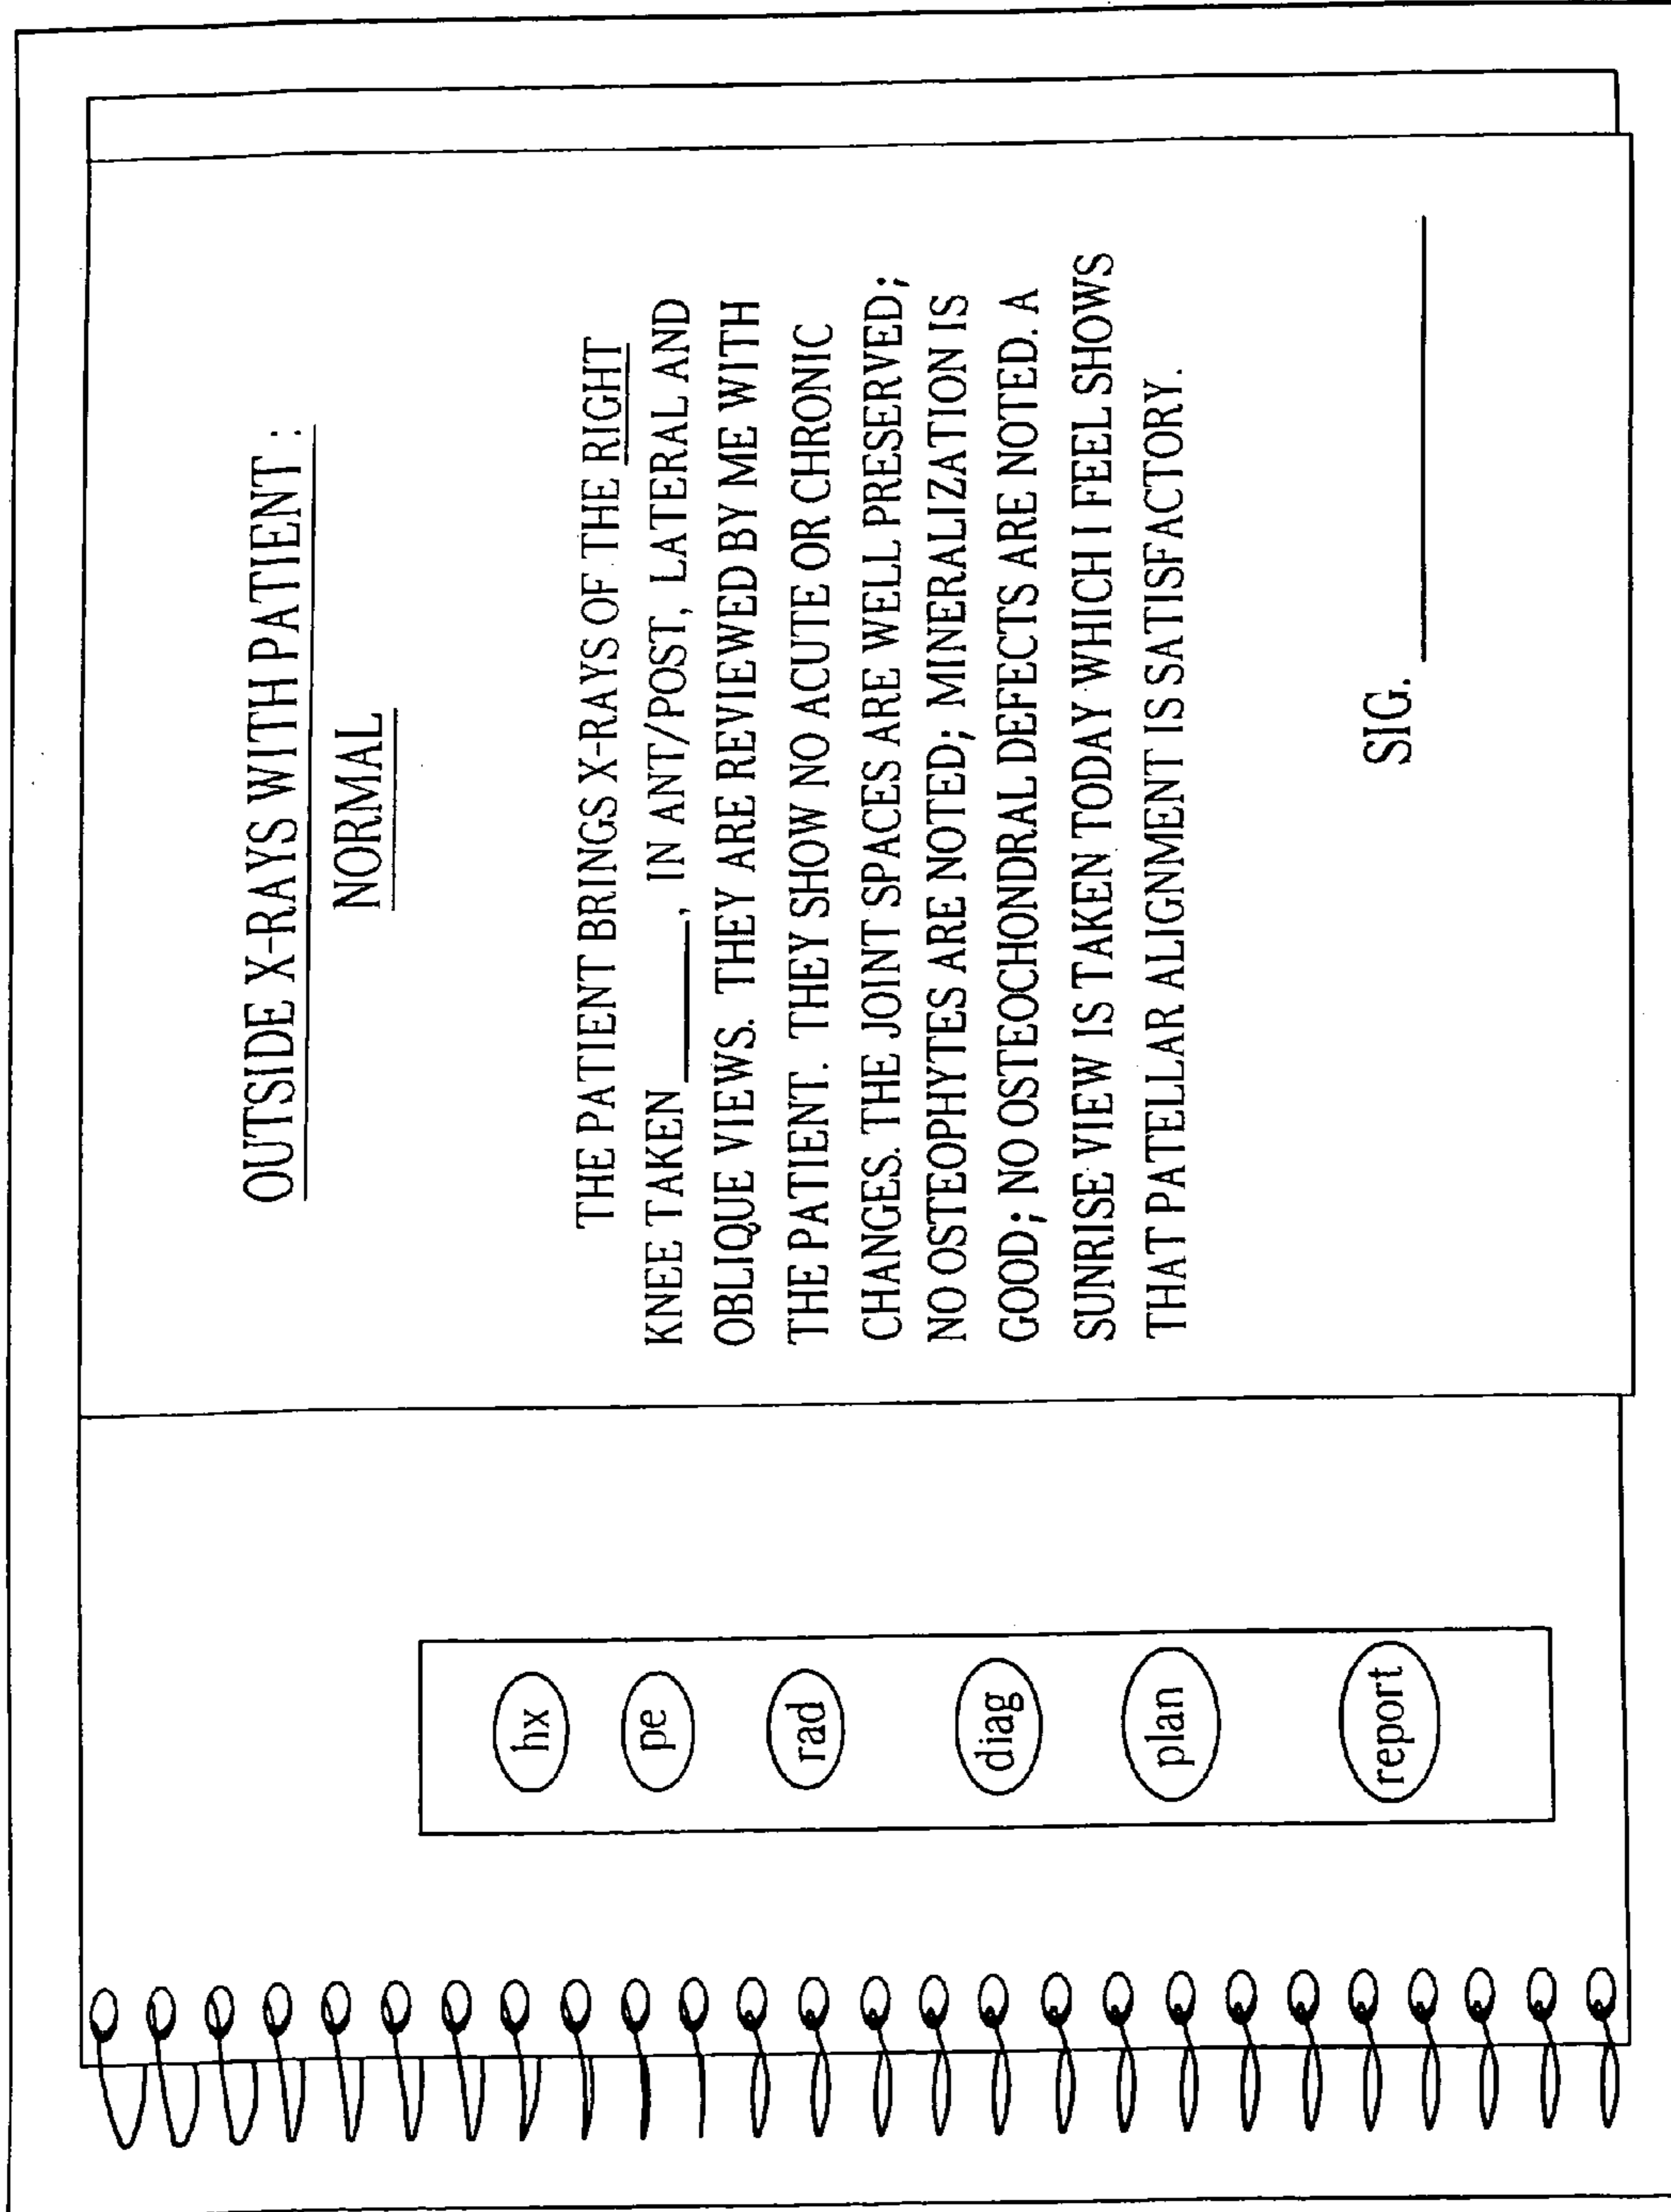 OUTSIDE X-RAYS WITH PATIENT :
NORMAL
THE PATIENT BRINGS X-RAYS OF THE RIGHT
KNEE TAKEN ______, IN ANT/POST, LATERAL AND
OBLIQUE VIEWS. THEY ARE REVIEWED BY ME WITH
THE PATIENT. THEY SHOW NO ACUTE OR CHRONIC
CHANGES. THE JOINT SPACES ARE WELL PRESERVED;
NO OSTEOPHYTES ARE NOTED; MINERALIZATION IS
GOOD; NO OSTEOCHONDRAL DEFECTS ARE NOTED. A
SUNRISE VIEW IS TAKEN TODAY WHICH I FEEL SHOWS
THAT PATELLAR ALIGNMENT IS SATISFACTORY.
SIG. ______
hx
pe
rad
diag
plan
report